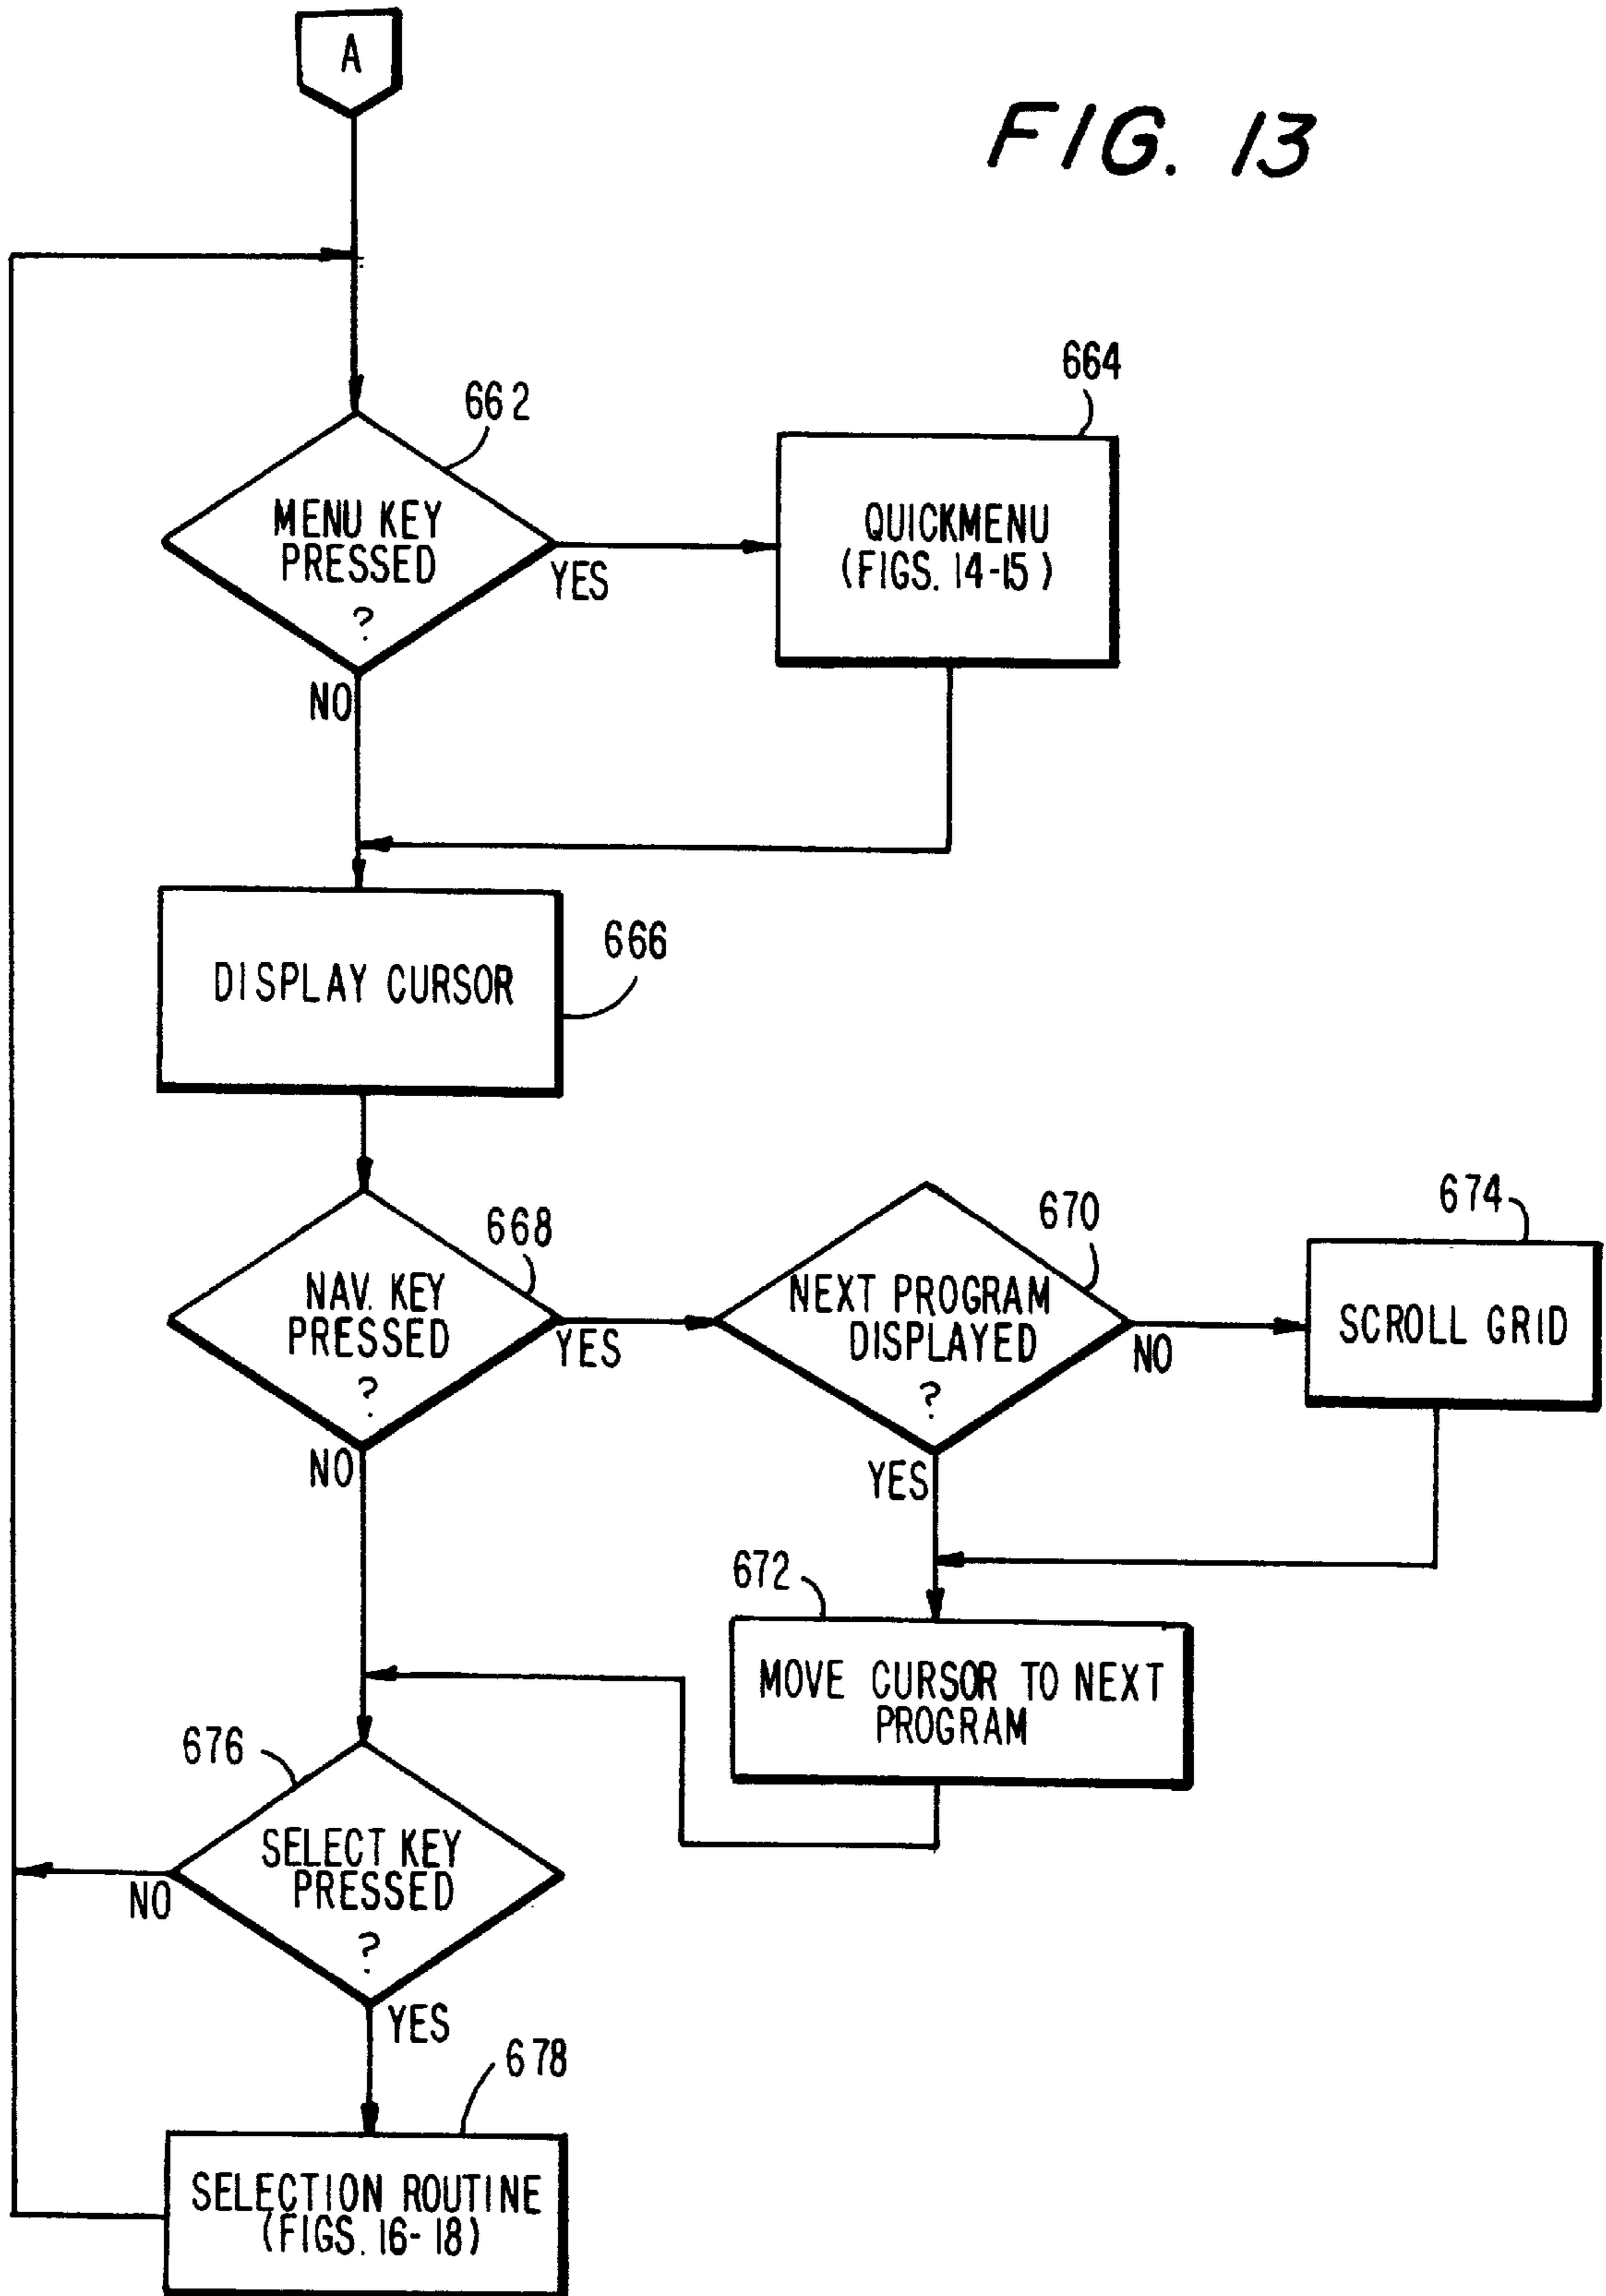 A
FIG. 13
662
MENU KEY
PRESSED
?
YES
NO
664
QUICKMENU
(FIGS. 14-15)
666
DISPLAY CURSOR
668
NAV. KEY
PRESSED
?
YES
NO
670
NEXT PROGRAM
DISPLAYED
?
NO
YES
674
SCROLL GRID
672
MOVE CURSOR TO NEXT
PROGRAM
676
SELECT KEY
PRESSED
?
NO
YES
678
SELECTION ROUTINE
(FIGS. 16-18)